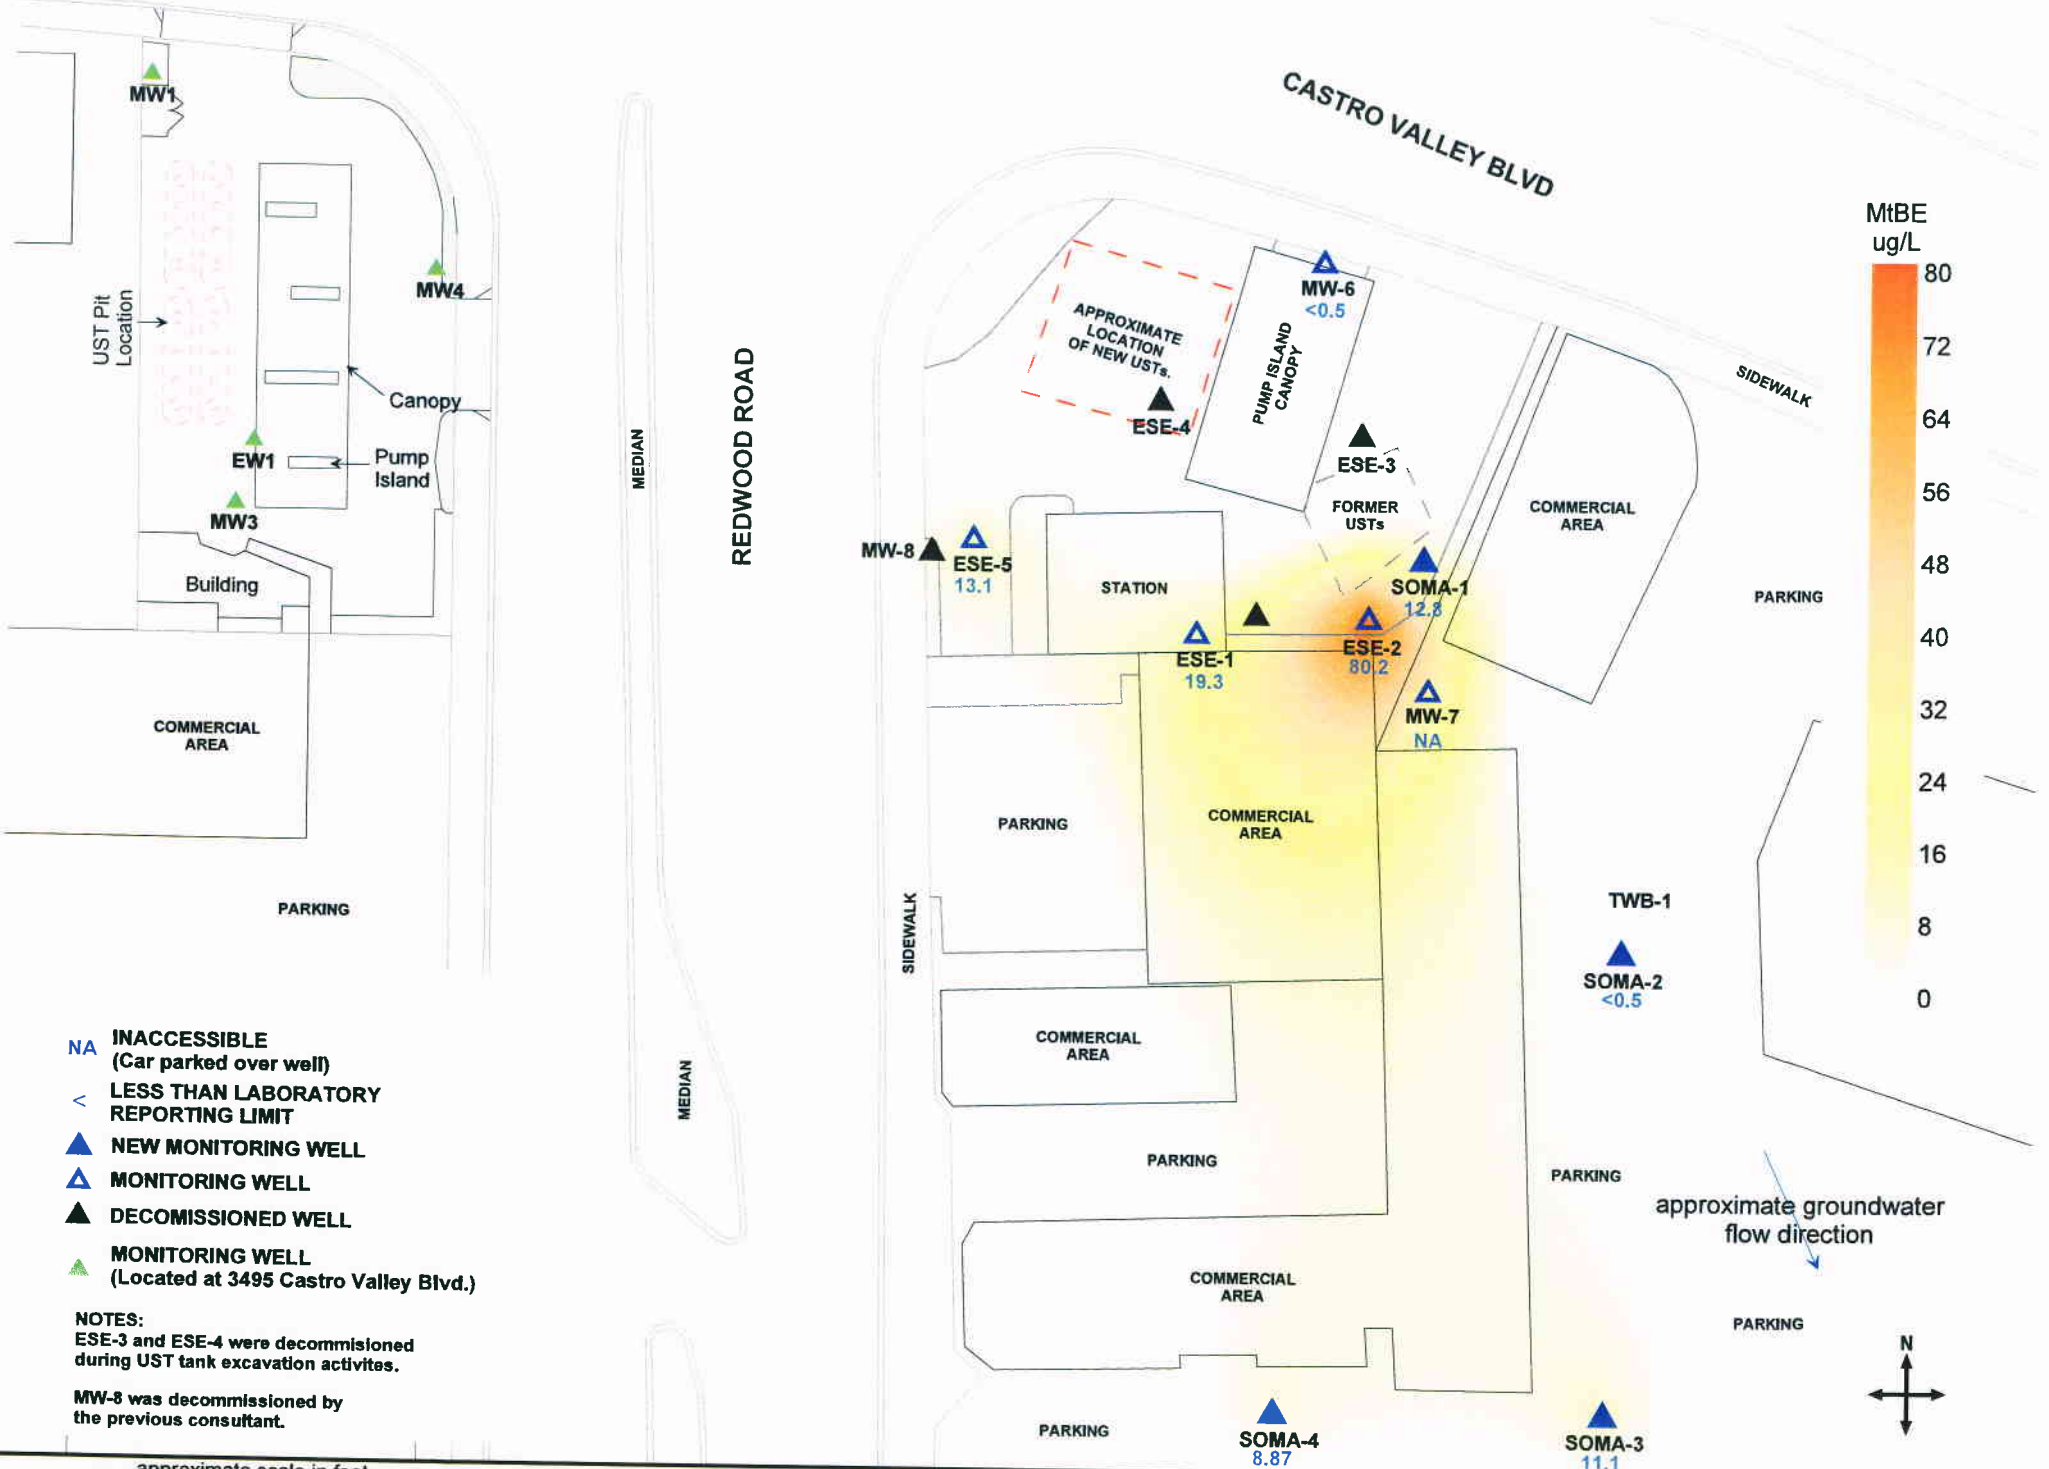 CASTRO VALLEY BLVD
MtBE
ug/L
80
72
64
56
48
40
32
24
16
8
0
MW1
MW4
UST Pit
Location
Canopy
EW1
Pump
Island
MW3
Building
COMMERCIAL
AREA
PARKING
MEDIAN
REDWOOD ROAD
MEDIAN
SIDEWALK
MW-6
<0.5
APPROXIMATE
LOCATION
OF NEW USTs.
ESE-4
PUMP ISLAND
CANOPY
ESE-3
FORMER
USTs
SIDEWALK
COMMERCIAL
AREA
PARKING
MW-8
ESE-5
13.1
STATION
SOMA-1
12.8
ESE-1
19.3
ESE-2
80.2
MW-7
NA
PARKING
COMMERCIAL
AREA
TWB-1
SOMA-2
<0.5
COMMERCIAL
AREA
PARKING
PARKING
approximate groundwater
flow direction
COMMERCIAL
AREA
PARKING
N
PARKING
SOMA-4
8.87
SOMA-3
11.1
NA INACCESSIBLE
(Car parked over well)
< LESS THAN LABORATORY
REPORTING LIMIT
NEW MONITORING WELL
MONITORING WELL
DECOMISSIONED WELL
MONITORING WELL
(Located at 3495 Castro Valley Blvd.)
NOTES:
ESE-3 and ESE-4 were decommisioned
during UST tank excavation activites.
MW-8 was decommissioned by
the previous consultant.
approximate scale in feet